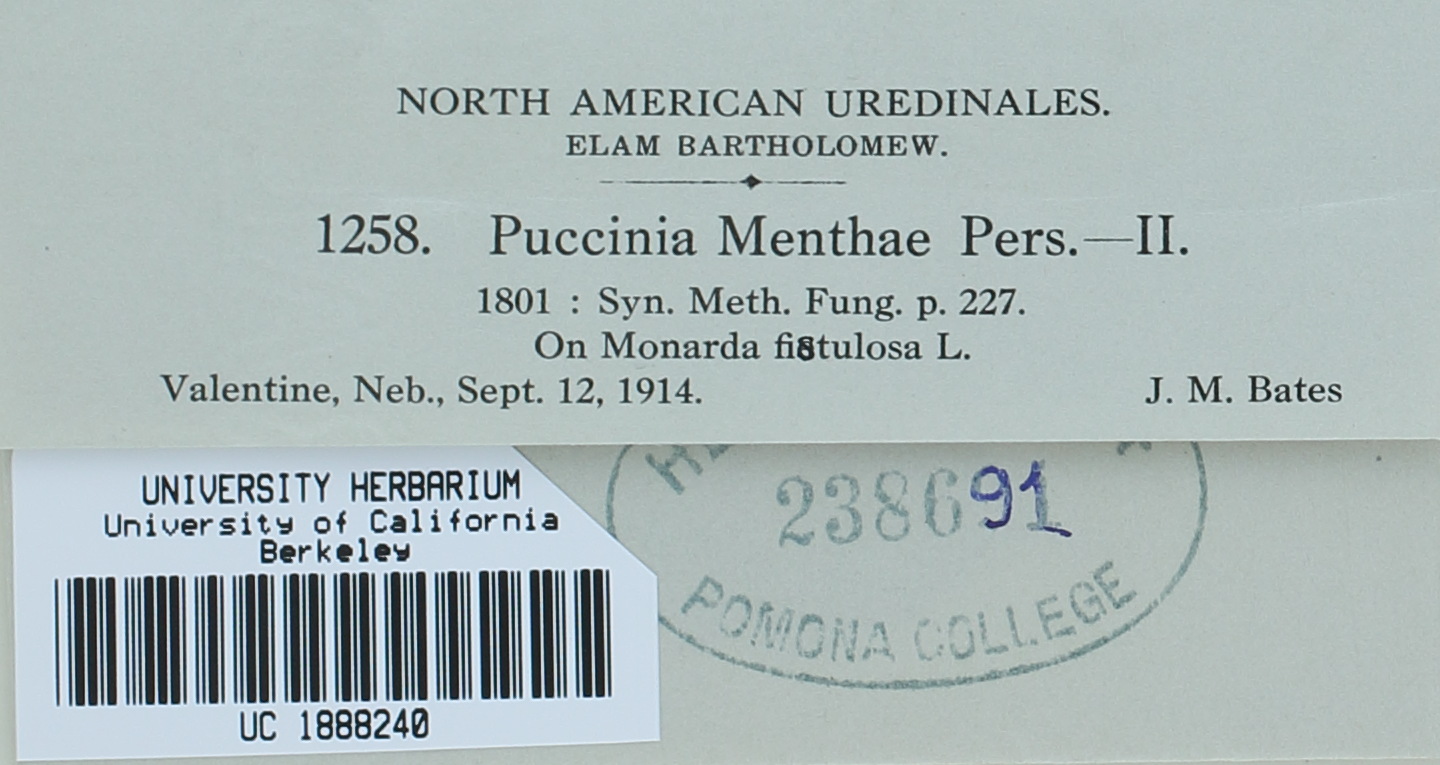 NORTH AMERICAN UREDINALES.
ELAM BARTHOLOMEW.
1258. Puccinia Menthae Pers.—II.
1801 : Syn. Meth. Fung. p. 227.
On Monarda fistulosa L.
Valentine, Neb., Sept. 12, 1914. J. M. Bates
UNIVERSITY HERBARIUM
University of California
Berkeley
UC 1888240
238691
POMONA COLLEGE